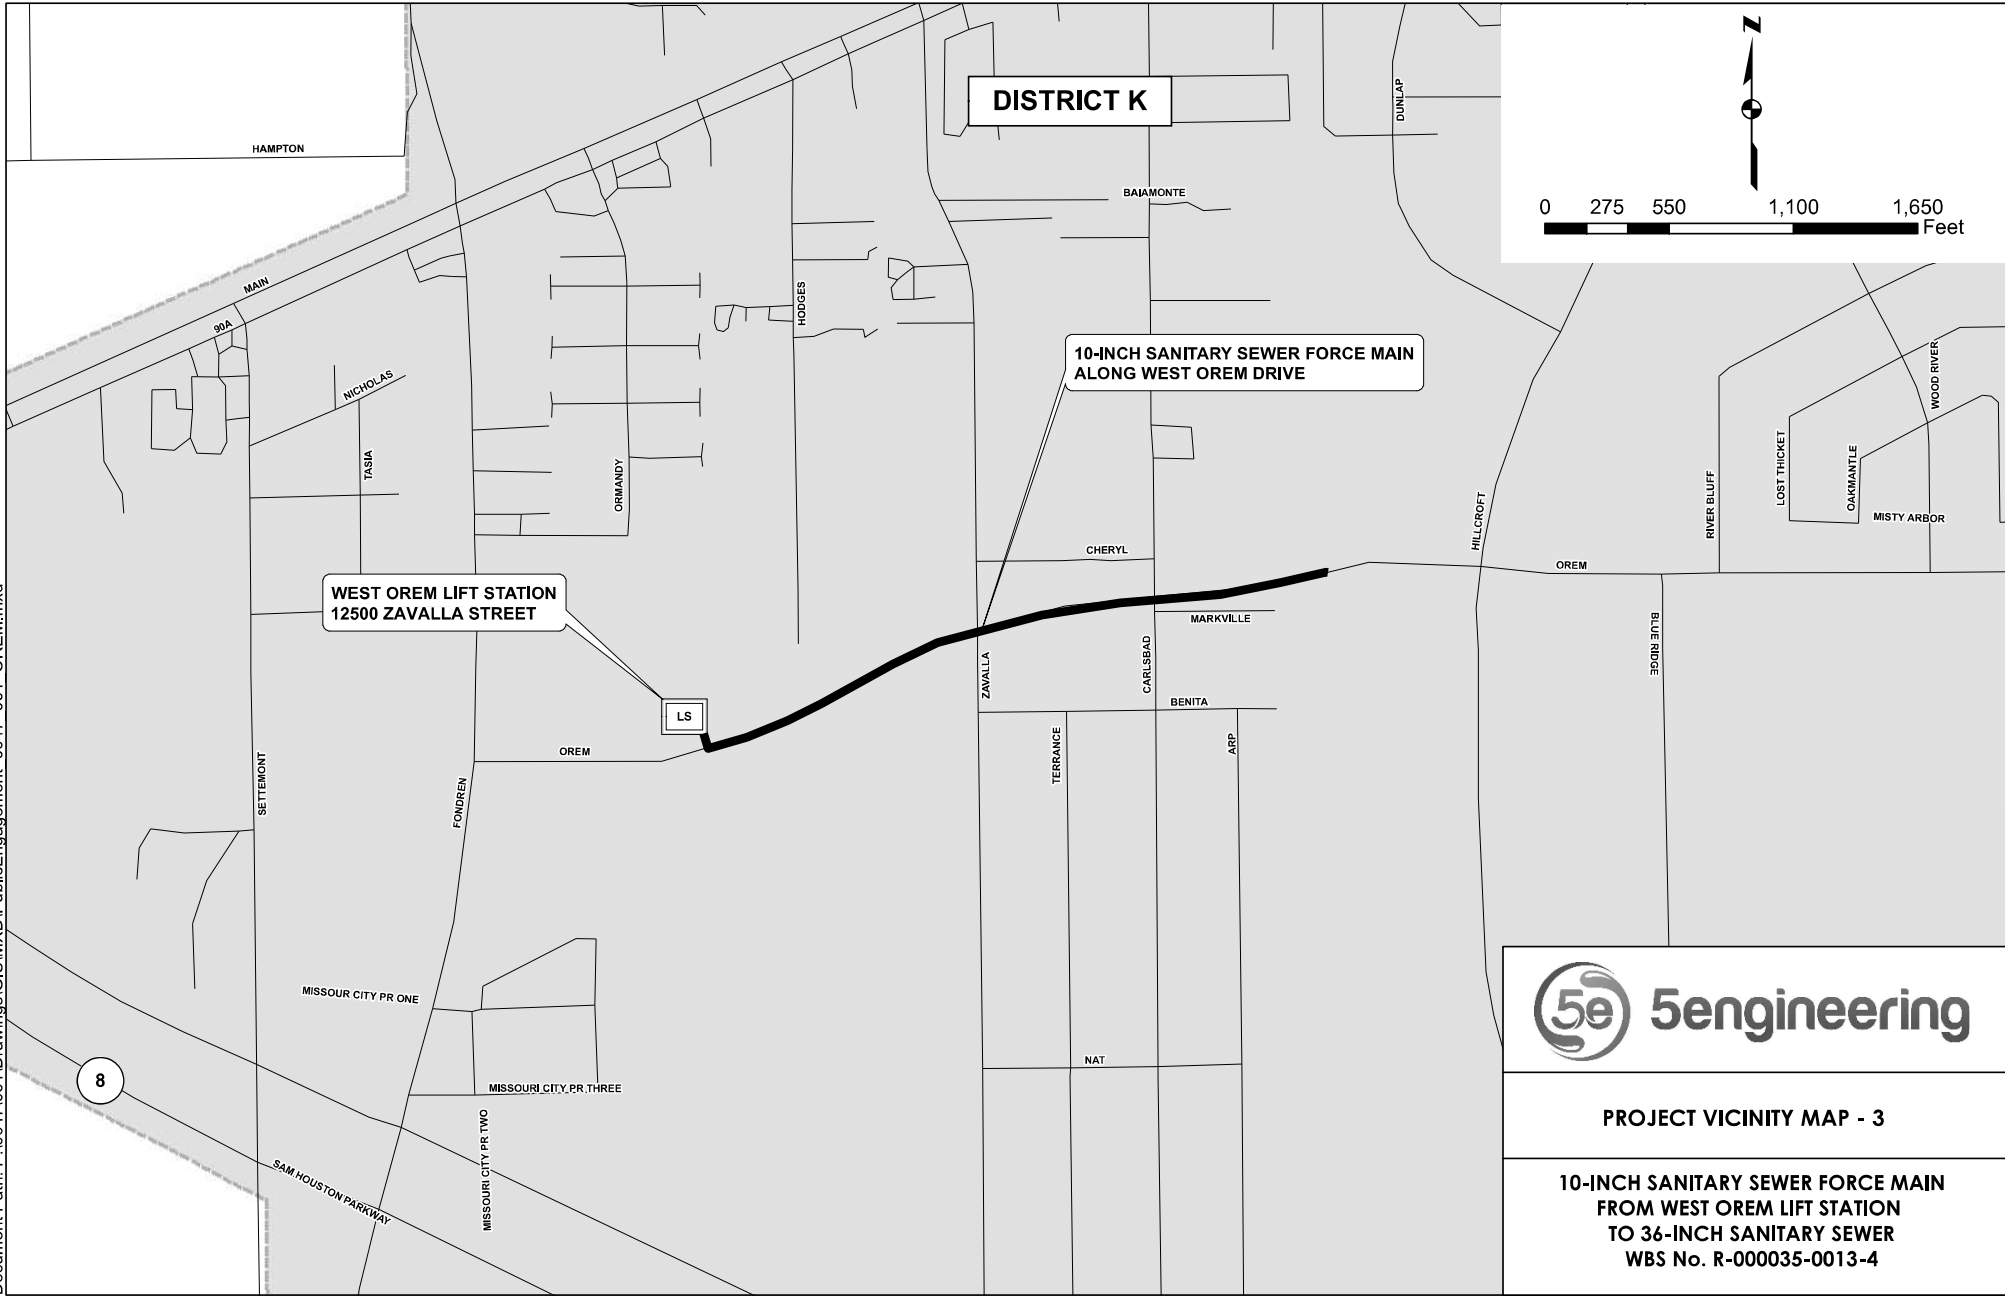 DISTRICT K
Z
0 275 550 1,100 1,650
Feet
HAMPTON
DUNLAP
BAIAMONTE
MAIN
90A
HODGES
10-INCH SANITARY SEWER FORCE MAIN
ALONG WEST OREM DRIVE
NICHOLAS
TASIA
ORMANDY
WOOD RIVER
LOST THICKET
OAKMANTLE
RIVER BLUFF
MISTY ARBOR
HILLCROFT
CHERYL
OREM
WEST OREM LIFT STATION
12500 ZAVALLA STREET
MARKVILLE
BLUE RIDGE
ZAVALLA
CARLSBAD
BENITA
LS
OREM
TERRANCE
ARP
SETTEMONT
FONDREN
MISSOUR CITY PR ONE
NAT
8
MISSOURI CITY PR THREE
MISSOURI CITY PR TWO
SAM HOUSTON PARKWAY
5e 5engineering
PROJECT VICINITY MAP - 3
10-INCH SANITARY SEWER FORCE MAIN
FROM WEST OREM LIFT STATION
TO 36-INCH SANITARY SEWER
WBS No. R-000035-0013-4